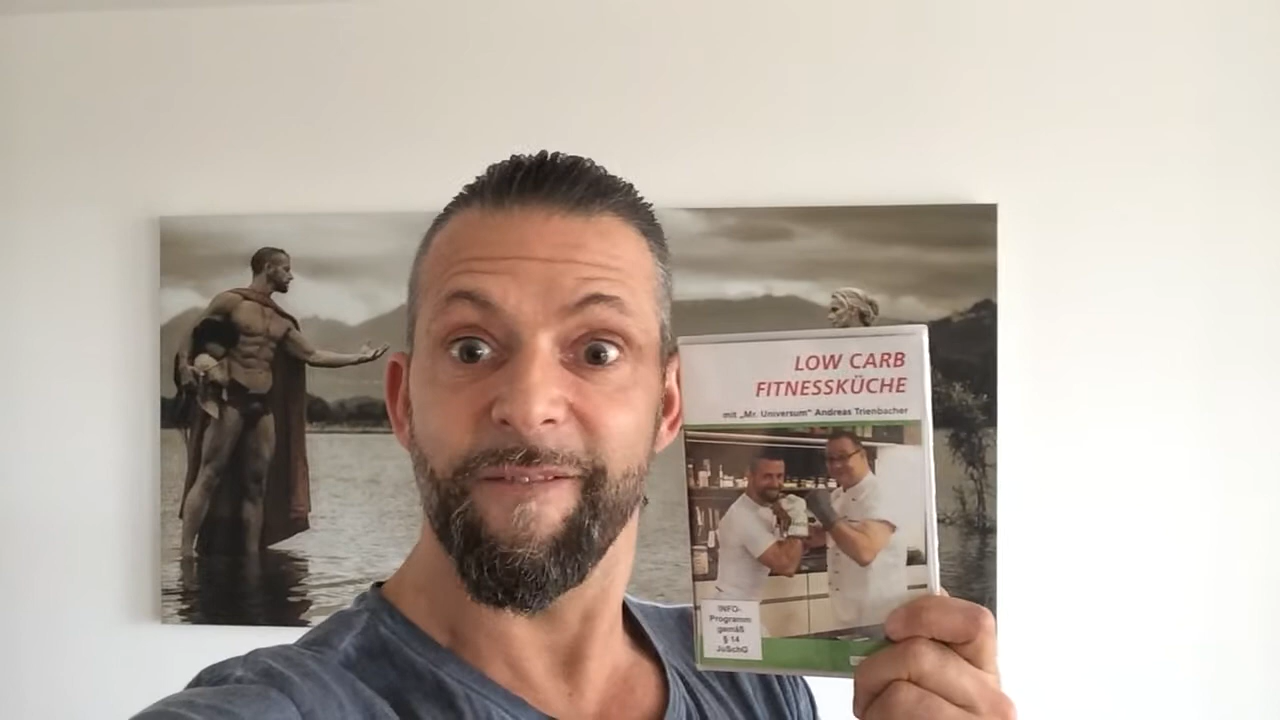 LOW CARB
FITNESSKÜCHE
mit „Mr. Universum“ Andreas Trienbacher
INFO-
Programm
gemäß
§ 14
JuSchG